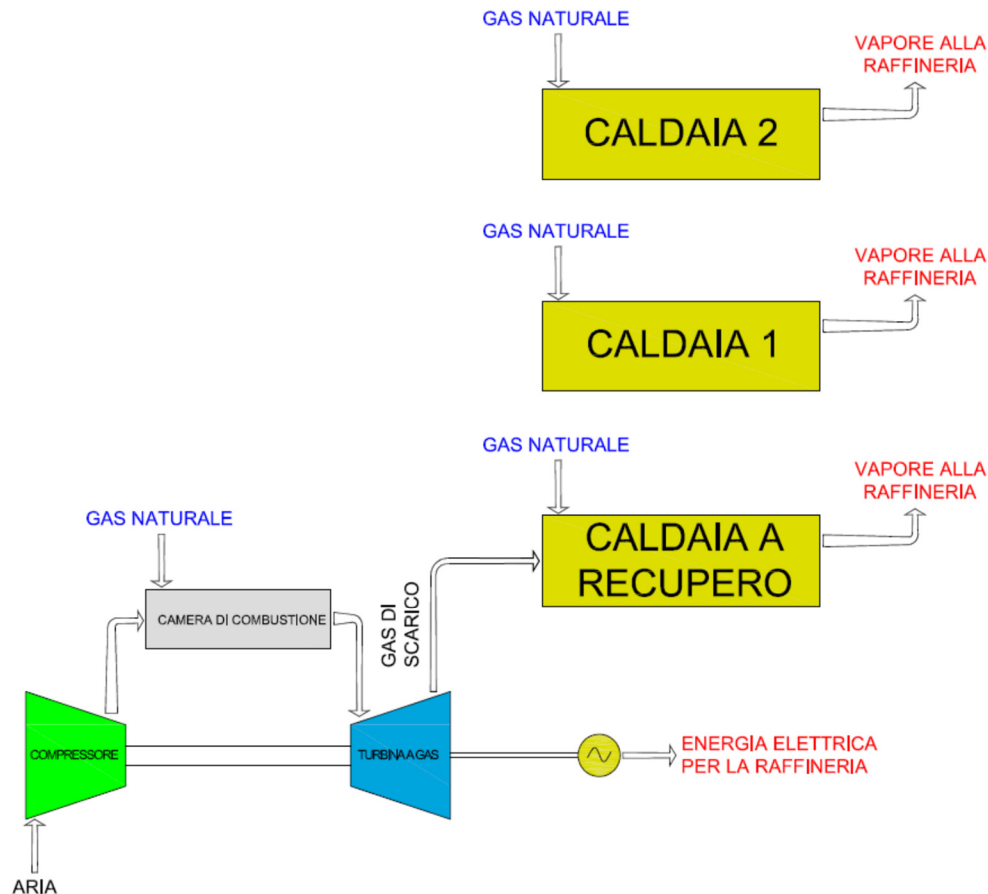 GAS NATURALE
VAPORE ALLA
RAFFINERIA
CALDAIA 2
GAS NATURALE
VAPORE ALLA
RAFFINERIA
CALDAIA 1
GAS NATURALE
VAPORE ALLA
RAFFINERIA
CALDAIA A
RECUPERO
GAS NATURALE
CAMERA DI COMBUSTIONE
GAS DI
SCARICO
COMPRESSORE
TURBINA A GAS
ENERGIA ELETTRICA
PER LA RAFFINERIA
ARIA